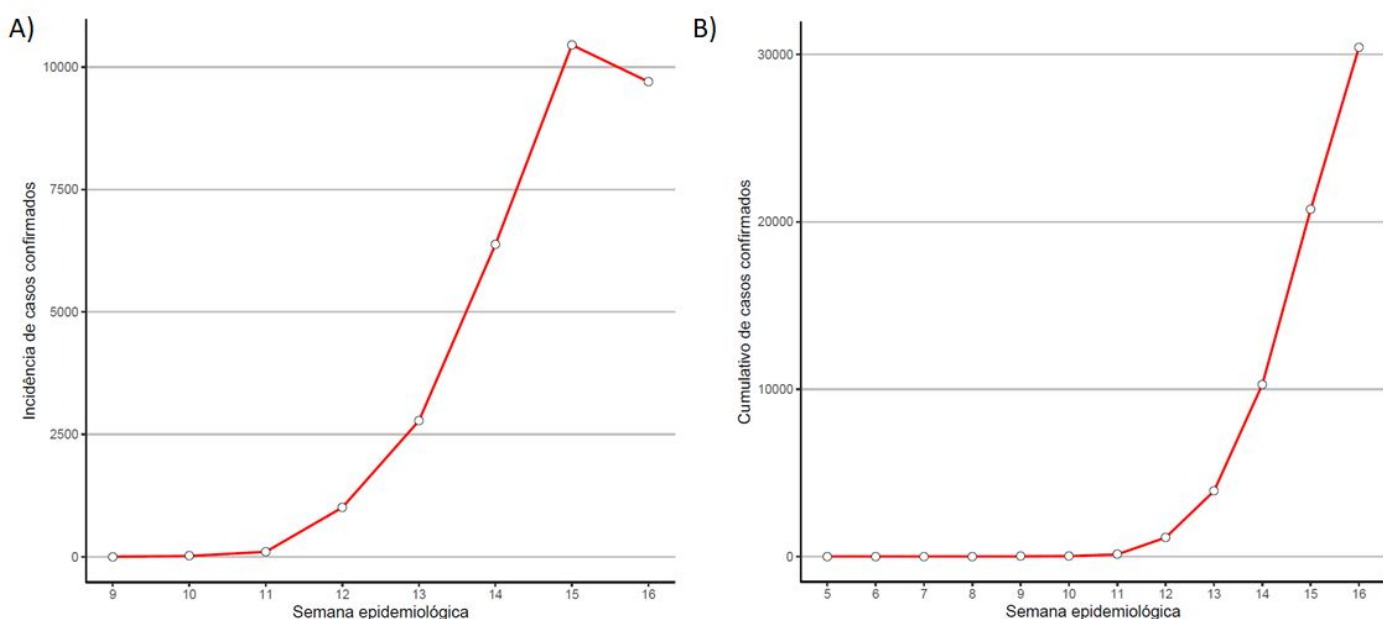 A)
Incidência de casos confirmados
10000
7500
5000
2500
0
9 10 11 12 13 14 15 16
Semana epidemiológica
B)
Cumulativo de casos confirmados
30000
20000
10000
0
5 6 7 8 9 10 11 12 13 14 15 16
Semana epidemiológica